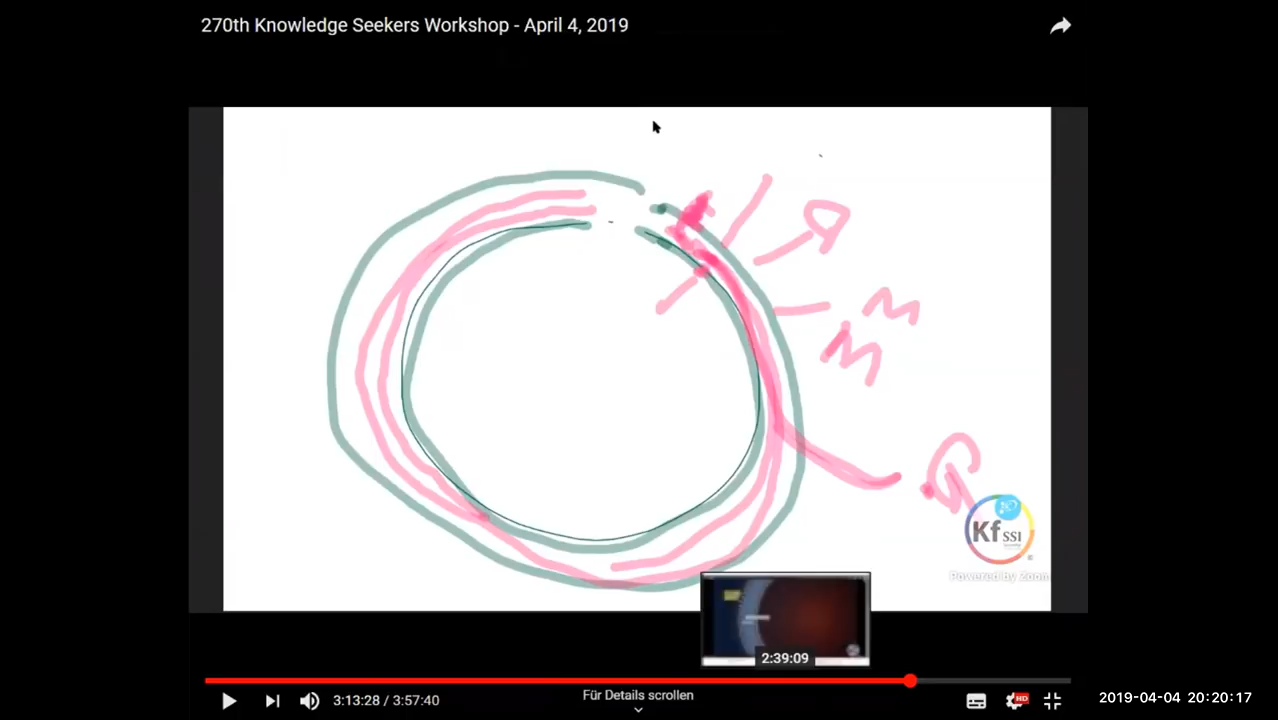 270th Knowledge Seekers Workshop - April 4, 2019
M
M
G
Kf SSI
Powered by Zoom
2:39:09
3:13:28 / 3:57:40
Für Details scrollen
HD
2019-04-04 20:20:17